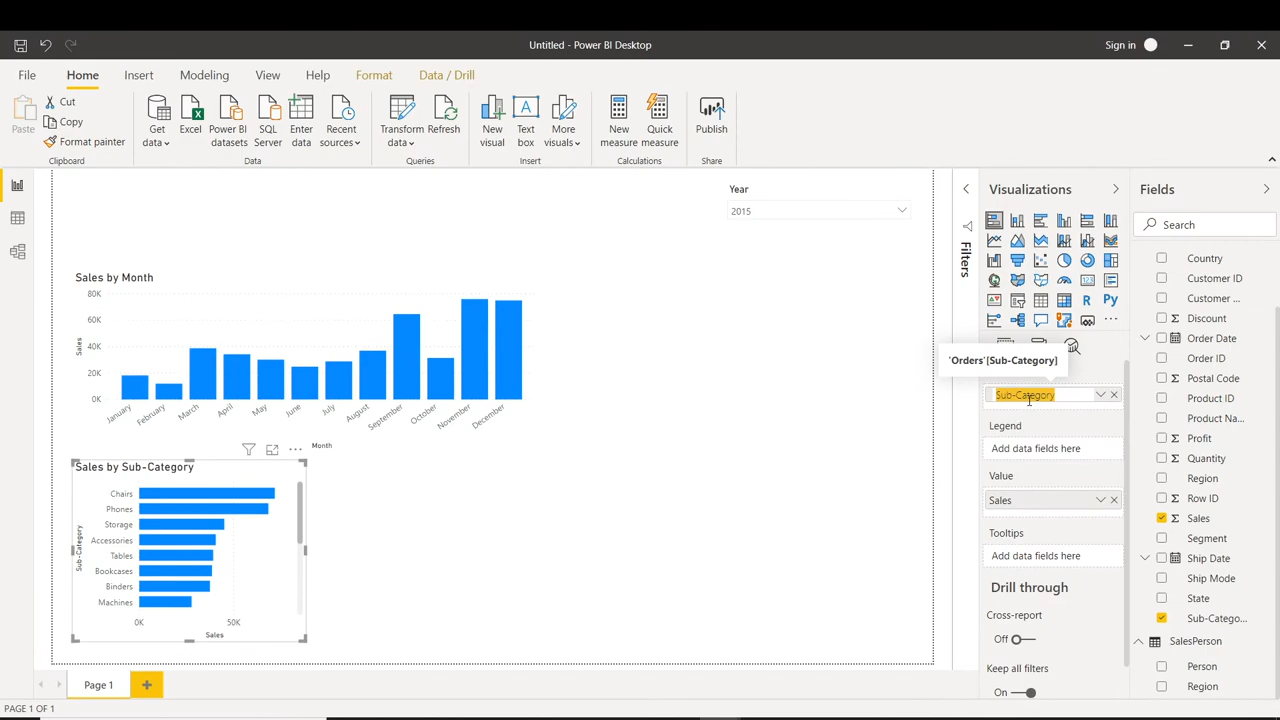 Untitled - Power BI Desktop
Sign in
File Home Insert Modeling View Help Format Data / Drill
Paste
Cut
Copy
Format painter
Clipboard
Get data
Excel
Power BI datasets
SQL Server
Enter data
Recent sources
Data
Transform data
Refresh
Queries
New visual
Text box
More visuals
Insert
New measure
Quick measure
Calculations
Publish
Share
Year
2015
Sales by Month
80K
60K
40K
20K
0K
Sales
January February March April May June July August September October November December
Month
Sales by Sub-Category
Sub-Category
Chairs
Phones
Storage
Accessories
Tables
Bookcases
Binders
Machines
0K 50K
Sales
Filters
Visualizations
R Py
123
'Orders'[Sub-Category]
Sub-Category
Legend
Add data fields here
Value
Sales
Tooltips
Add data fields here
Drill through
Cross-report
Off
Keep all filters
On
Fields
Search
Country
Customer ID
Customer ...
Σ Discount
Order Date
Order ID
Postal Code
Product ID
Product Na...
Σ Profit
Σ Quantity
Region
Σ Row ID
Σ Sales
Segment
Ship Date
Ship Mode
State
Sub-Catego...
SalesPerson
Person
Region
Page 1
PAGE 1 OF 1